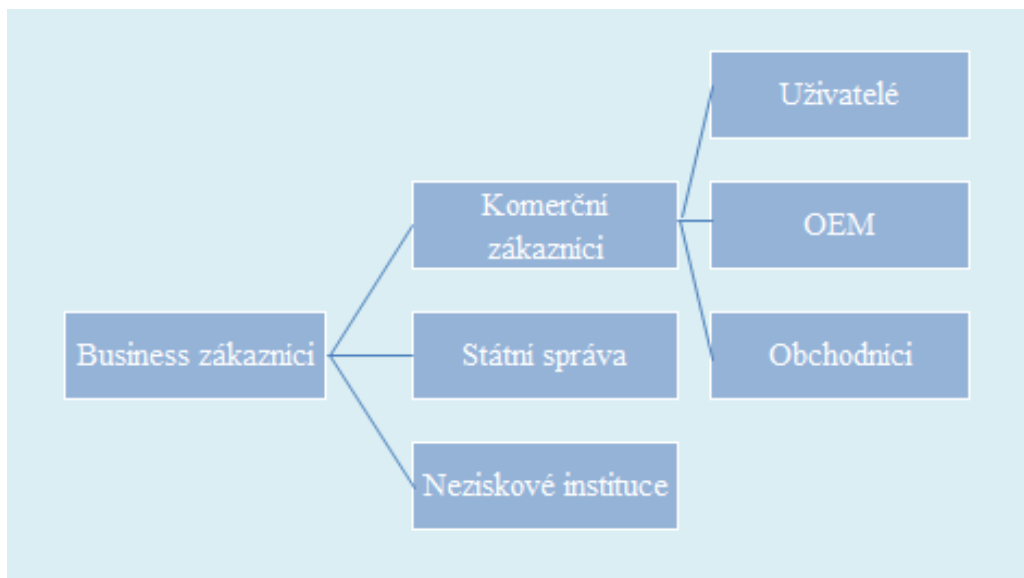 Business zákazníci
Komerční
zákazníci
Státní správa
Neziskové instituce
Uživatelé
OEM
Obchodníci